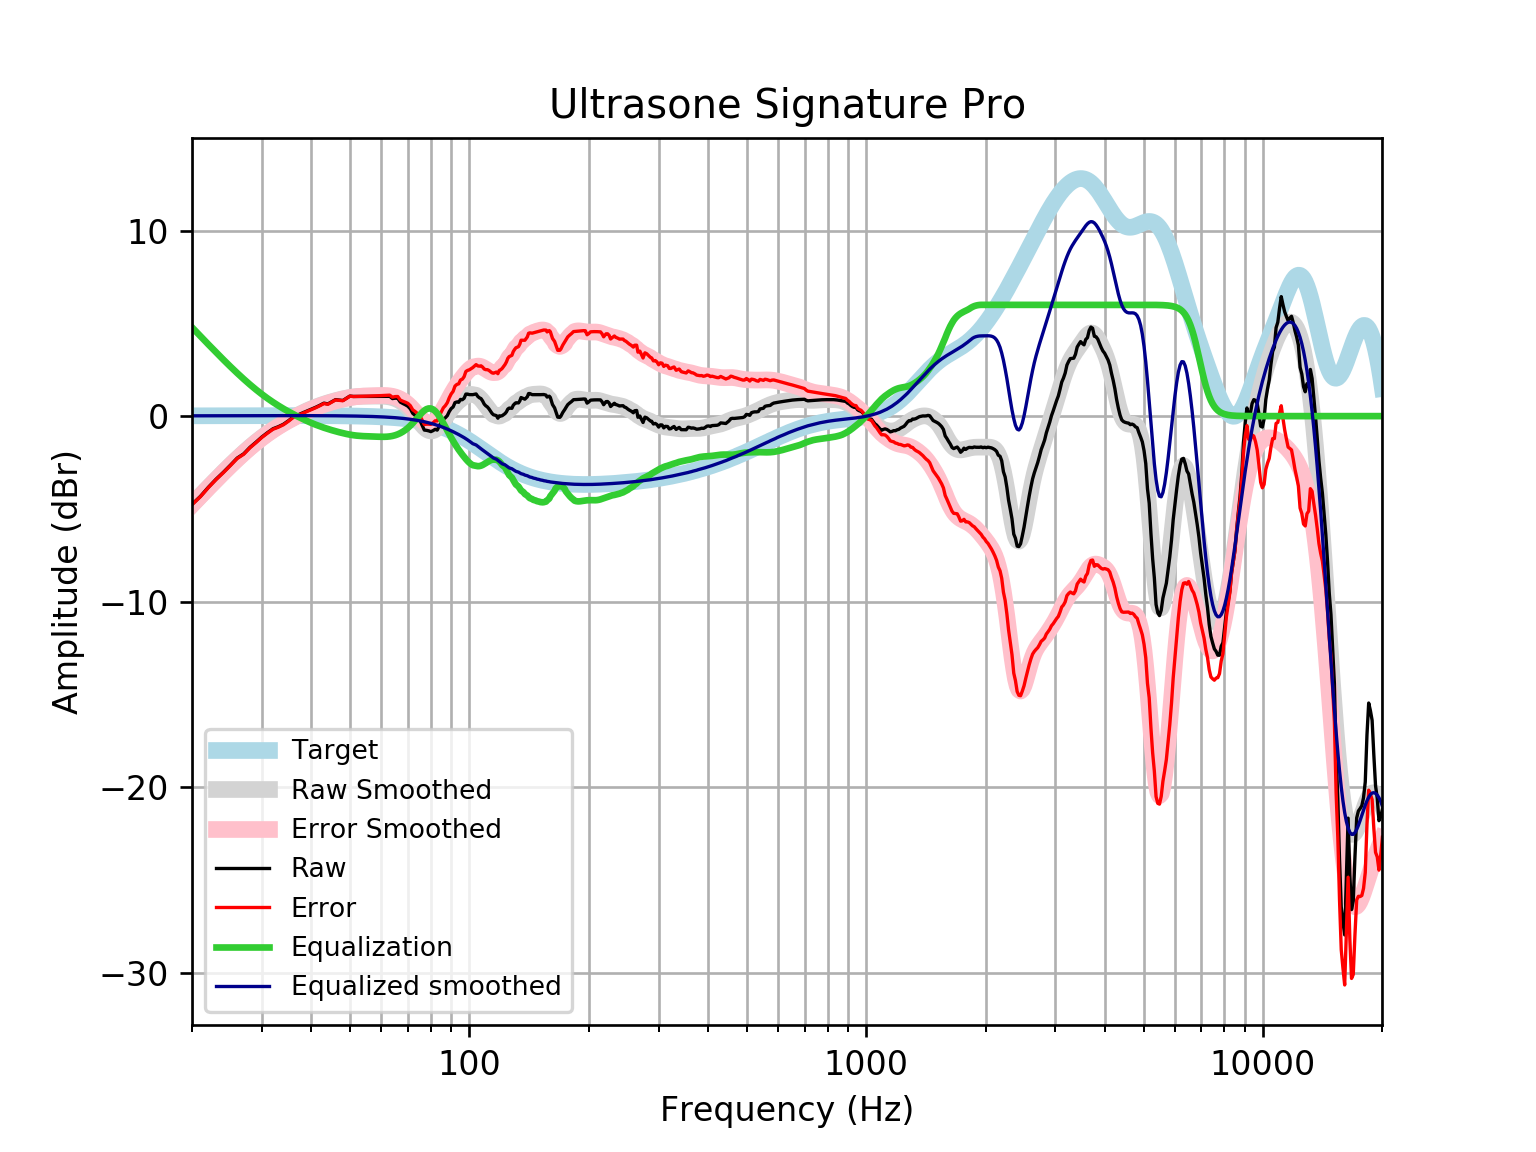 Ultrasone Signature Pro
Amplitude (dBr)
10
0
−10
−20
−30
Target
Raw Smoothed
Error Smoothed
Raw
Error
Equalization
Equalized smoothed
100 1000 10000
Frequency (Hz)